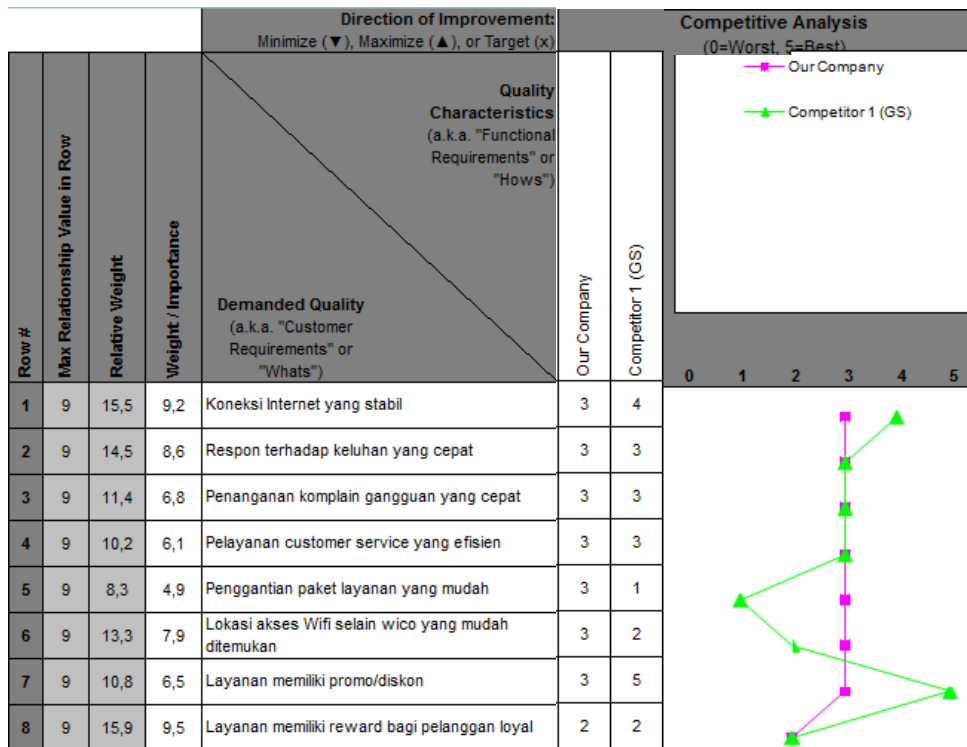 Direction of Improvement:
Minimize (▼), Maximize (▲), or Target (x)
Competitive Analysis
(0=Worst, 5=Best)
Our Company
Competitor 1 (GS)
Row #
Max Relationship Value in Row
Relative Weight
Weight / Importance
Quality
Characteristics
(a.k.a. "Functional
Requirements" or
"Hows")
Demanded Quality
(a.k.a. "Customer
Requirements" or
"Whats")
Our Company
Competitor 1 (GS)
0 1 2 3 4 5
1 9 15,5 9,2 Koneksi Internet yang stabil 3 4
2 9 14,5 8,6 Respon terhadap keluhan yang cepat 3 3
3 9 11,4 6,8 Penanganan komplain gangguan yang cepat 3 3
4 9 10,2 6,1 Pelayanan customer service yang efisien 3 3
5 9 8,3 4,9 Penggantian paket layanan yang mudah 3 1
6 9 13,3 7,9 Lokasi akses Wifi selain wico yang mudah
ditemukan 3 2
7 9 10,8 6,5 Layanan memiliki promo/diskon 3 5
8 9 15,9 9,5 Layanan memiliki reward bagi pelanggan loyal 2 2